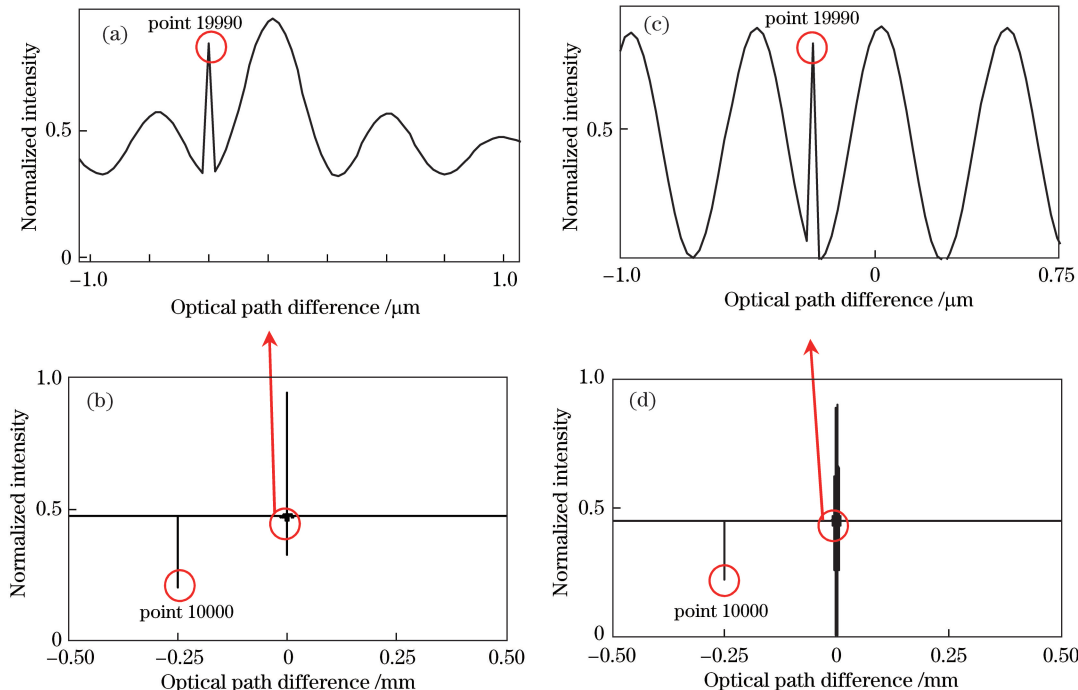 (a)
point 19990
Normalized intensity
0.5
0
−1.0
1.0
Optical path difference /μm
(c)
point 19990
Normalized intensity
0.5
-1.0
0
0.75
Optical path difference /μm
(b)
Normalized intensity
1.0
0.5
0
point 10000
−0.50
−0.25
0
0.25
0.50
Optical path difference /mm
(d)
Normalized intensity
1.0
0.5
0
point 10000
−0.50
−0.25
0
0.25
0.50
Optical path difference /mm